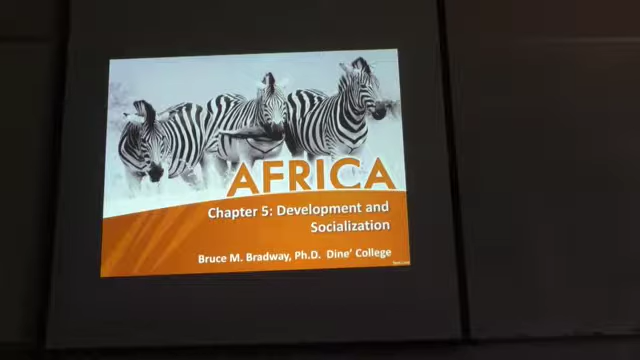 AFRICA
Chapter 5: Development and
Socialization
Bruce M. Bradway, Ph.D. Dine' College